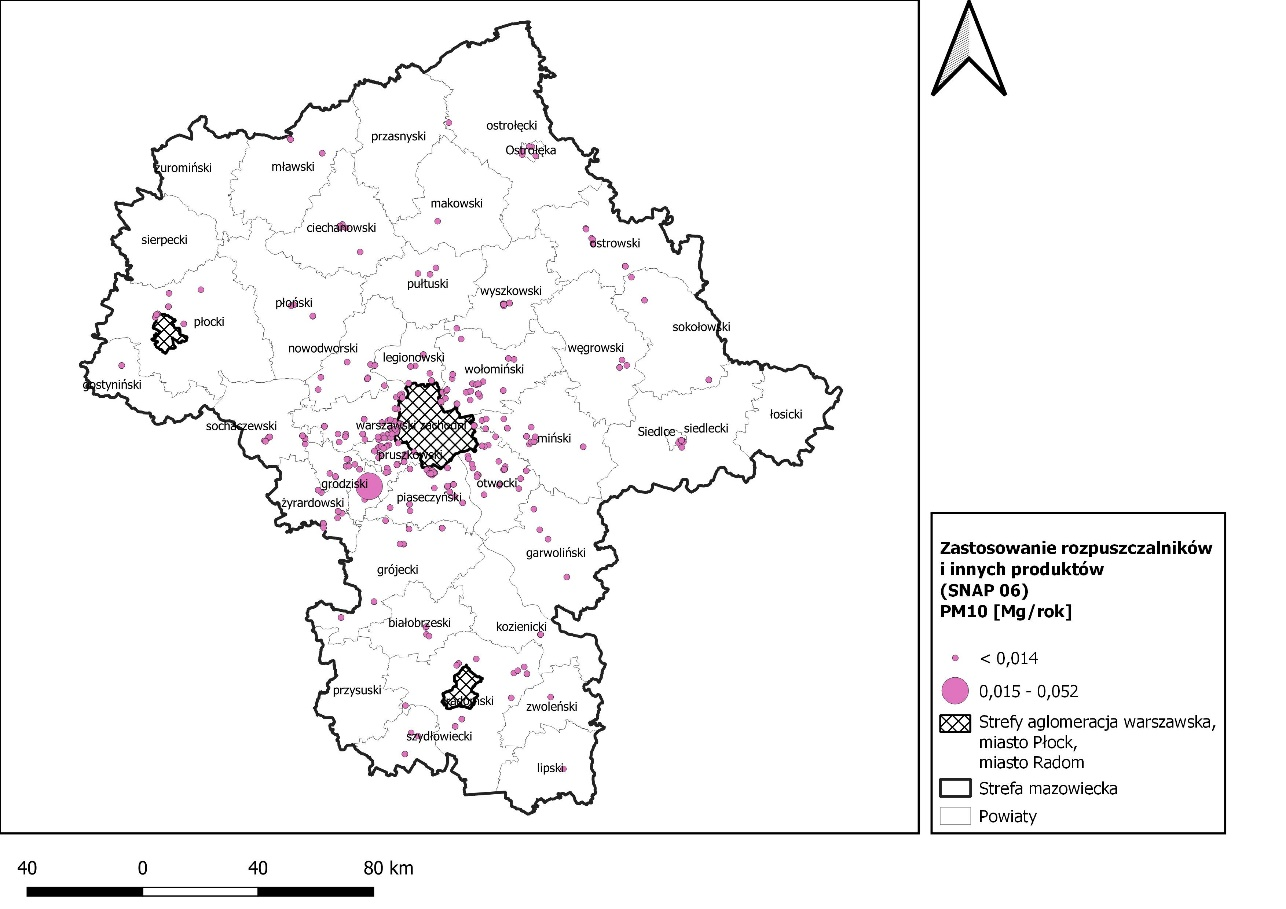 ostrołęcki
przasnyski
Ostrołęka
żuromiński
mławski
makowski
ciechanowski
sierpecki
ostrowski
pułtuski
wyszkowski
płoński
płocki
sokołowski
nowodworski
węgrowski
legionowski
wołomiński
gostyniński
łosicki
sochaczewski
warszawski zachodni
Siedlce
siedlecki
miński
pruszkowski
grodziski
otwocki
piaseczyński
żyrardowski
garwoliński
grójecki
białobrzeski
kozienicki
przysuski
radomski
zwoleński
szydłowiecki
lipski
Zastosowanie rozpuszczalników
i innych produktów
(SNAP 06)
PM10 [Mg/rok]
< 0,014
0,015 - 0,052
Strefy aglomeracja warszawska,
miasto Płock,
miasto Radom
Strefa mazowiecka
Powiaty
40 0 40 80 km